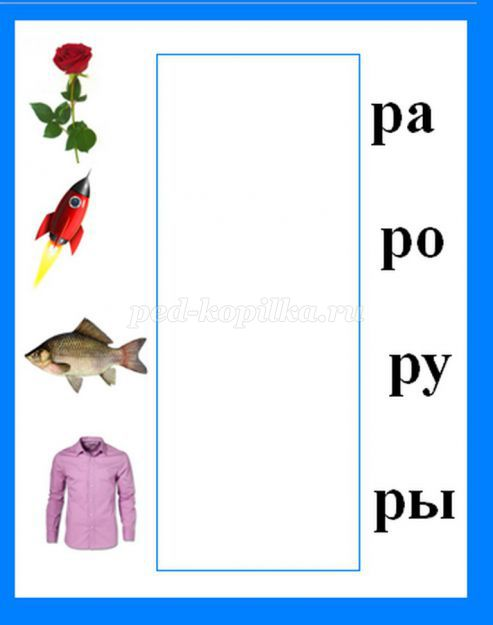 ра
ро
ped-kopilka.ru
ру
ры